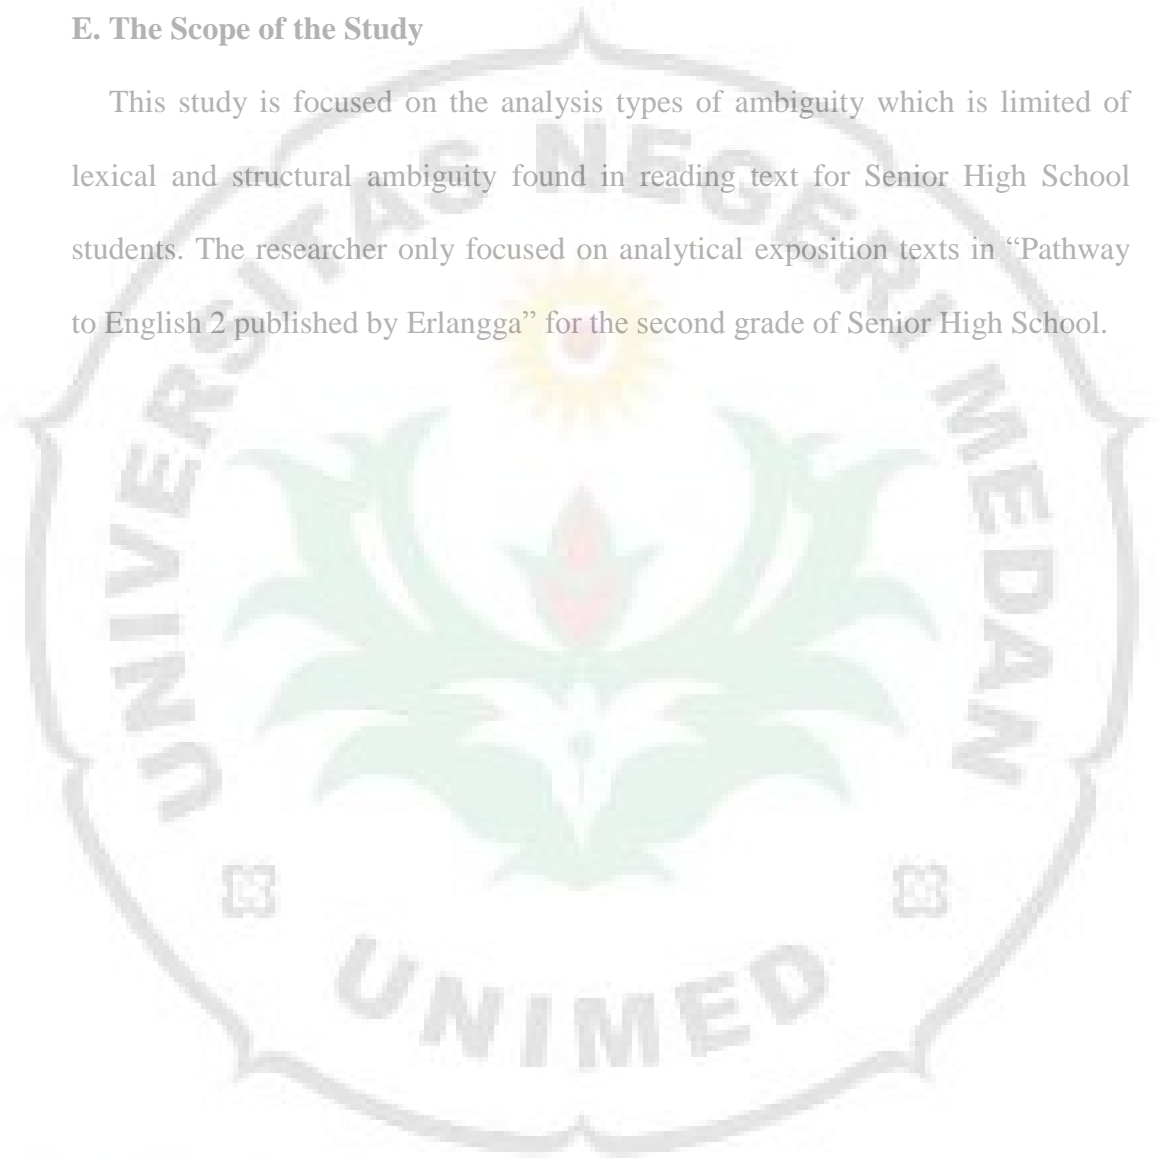 E. The Scope of the Study
This study is focused on the analysis types of ambiguity which is limited of
lexical and structural ambiguity found in reading text for Senior High School
students. The researcher only focused on analytical exposition texts in “Pathway
to English 2 published by Erlangga” for the second grade of Senior High School.
UNIVERSITAS NEGERI MEDAN
UNIMED